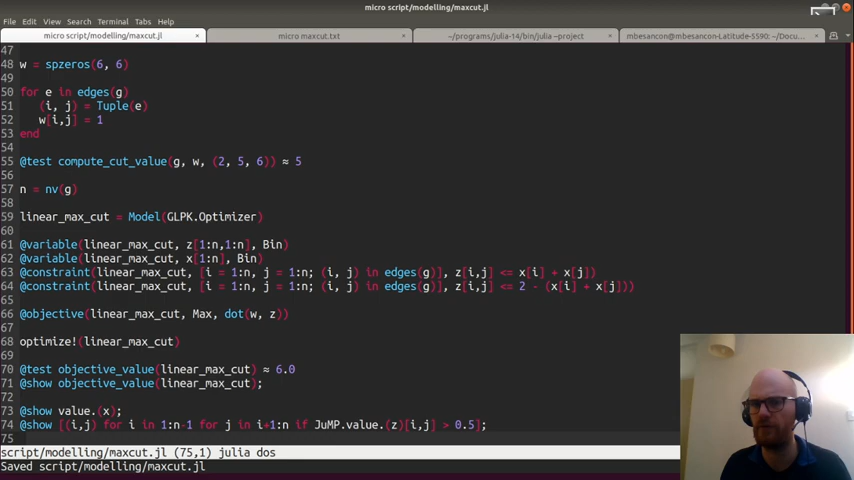 micro script/modelling/maxcut.jl
File Edit View Search Terminal Tabs Help
micro script/modelling/maxcut.jl × micro maxcut.txt × ~/programs/julia-14/bin/julia --project × mbesancon@mbesancon-Latitude-5590: ~/Docu... ×
47
48 w = spzeros(6, 6)
49
50 for e in edges(g)
51 (i, j) = Tuple(e)
52 w[i,j] = 1
53 end
54
55 @test compute_cut_value(g, w, (2, 5, 6)) ≈ 5
56
57 n = nv(g)
58
59 linear_max_cut = Model(GLPK.Optimizer)
60
61 @variable(linear_max_cut, z[1:n,1:n], Bin)
62 @variable(linear_max_cut, x[1:n], Bin)
63 @constraint(linear_max_cut, [i = 1:n, j = 1:n; (i, j) in edges(g)], z[i,j] <= x[i] + x[j])
64 @constraint(linear_max_cut, [i = 1:n, j = 1:n; (i, j) in edges(g)], z[i,j] <= 2 - (x[i] + x[j]))
65
66 @objective(linear_max_cut, Max, dot(w, z))
67
68 optimize!(linear_max_cut)
69
70 @test objective_value(linear_max_cut) ≈ 6.0
71 @show objective_value(linear_max_cut);
72
73 @show value.(x);
74 @show [(i,j) for i in 1:n-1 for j in i+1:n if JuMP.value.(z)[i,j] > 0.5];
75
script/modelling/maxcut.jl (75,1) julia dos
Saved script/modelling/maxcut.jl